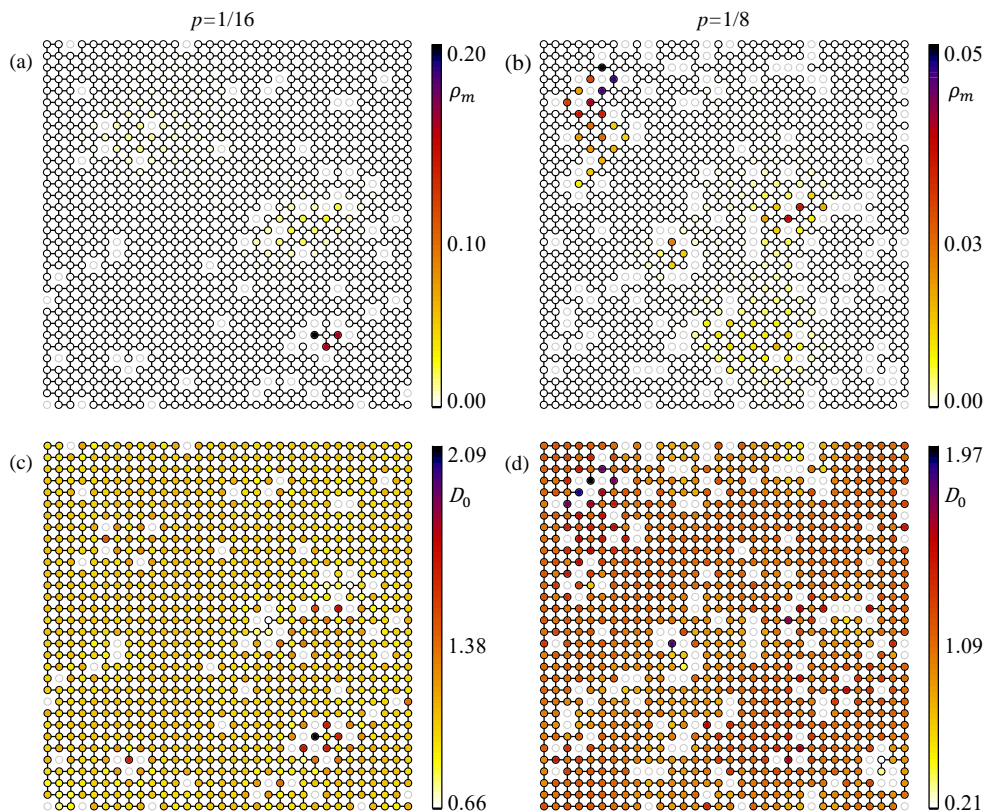 p=1/16
p=1/8
(a)
0.20
ρm
0.10
0.00
(b)
0.05
ρm
0.03
0.00
(c)
2.09
D0
1.38
0.66
(d)
1.97
D0
1.09
0.21